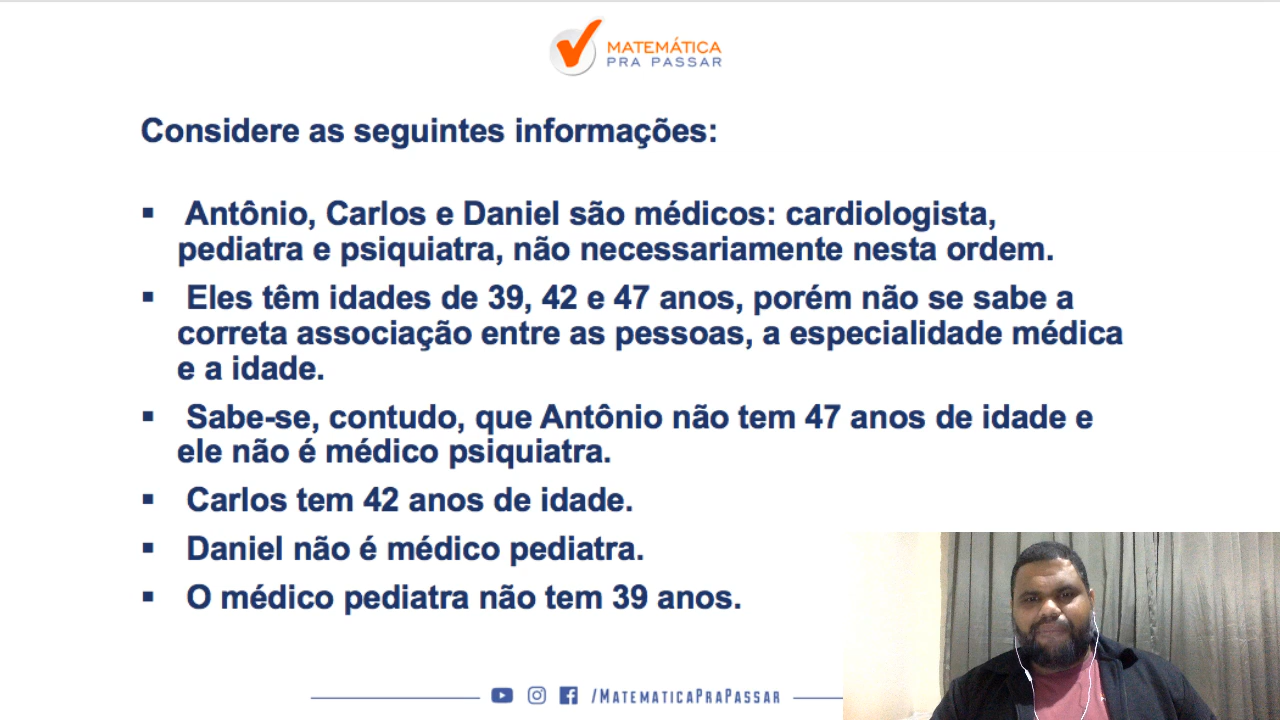 MATEMÁTICA
PRA PASSAR
Considere as seguintes informações:
▪ Antônio, Carlos e Daniel são médicos: cardiologista,
pediatra e psiquiatra, não necessariamente nesta ordem.
▪ Eles têm idades de 39, 42 e 47 anos, porém não se sabe a
correta associação entre as pessoas, a especialidade médica
e a idade.
▪ Sabe-se, contudo, que Antônio não tem 47 anos de idade e
ele não é médico psiquiatra.
▪ Carlos tem 42 anos de idade.
▪ Daniel não é médico pediatra.
▪ O médico pediatra não tem 39 anos.
/MATEMATICAPRAPASSAR